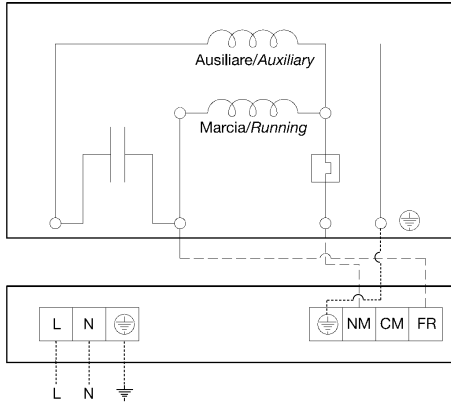 Ausiliare/Auxiliary
Marcia/Running
L N NM CM FR
L N